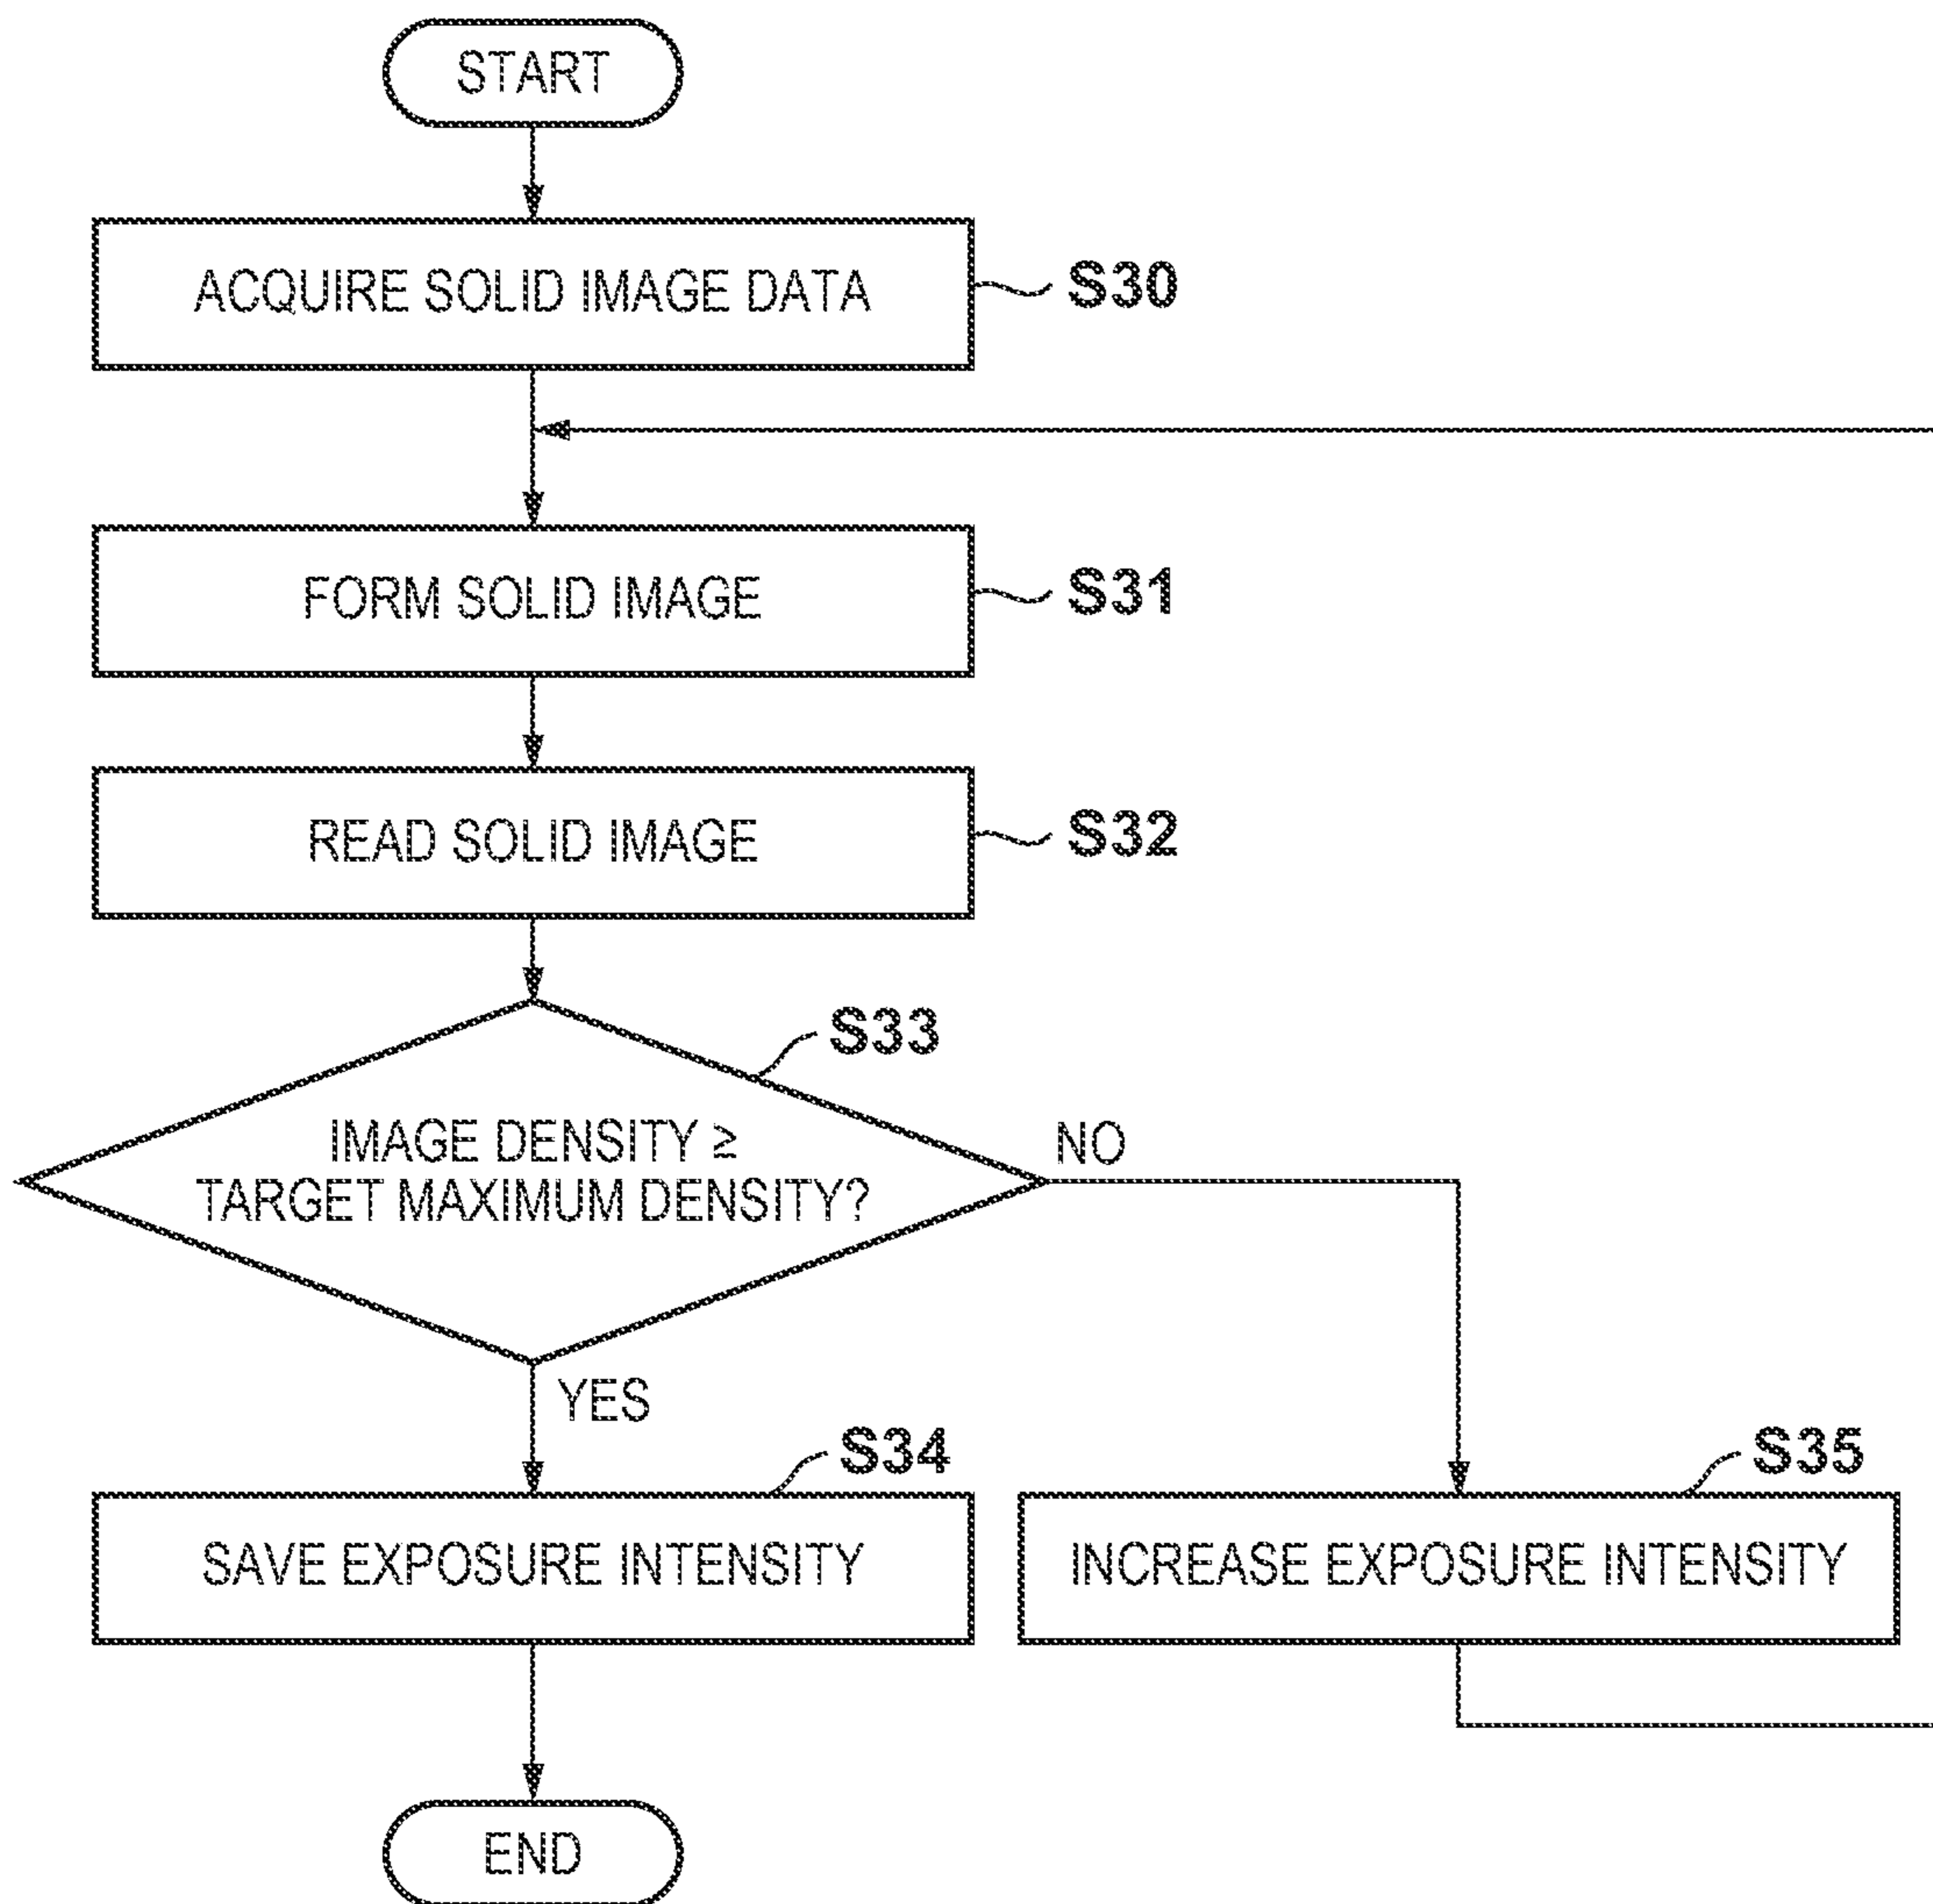 START
ACQUIRE SOLID IMAGE DATA
S30
FORM SOLID IMAGE
S31
READ SOLID IMAGE
S32
S33
IMAGE DENSITY ≥
TARGET MAXIMUM DENSITY?
NO
YES
S34
SAVE EXPOSURE INTENSITY
S35
INCREASE EXPOSURE INTENSITY
END